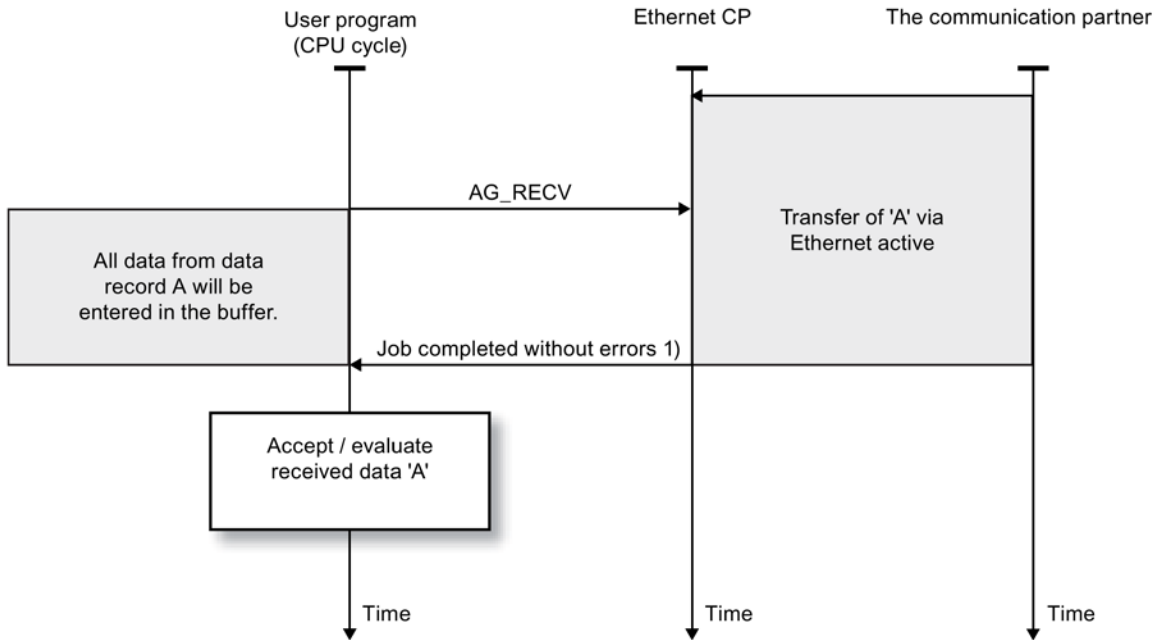 User program
(CPU cycle)
Ethernet CP
The communication partner
AG_RECV
Transfer of 'A' via
Ethernet active
All data from data
record A will be
entered in the buffer.
Job completed without errors 1)
Accept / evaluate
received data 'A'
Time
Time
Time